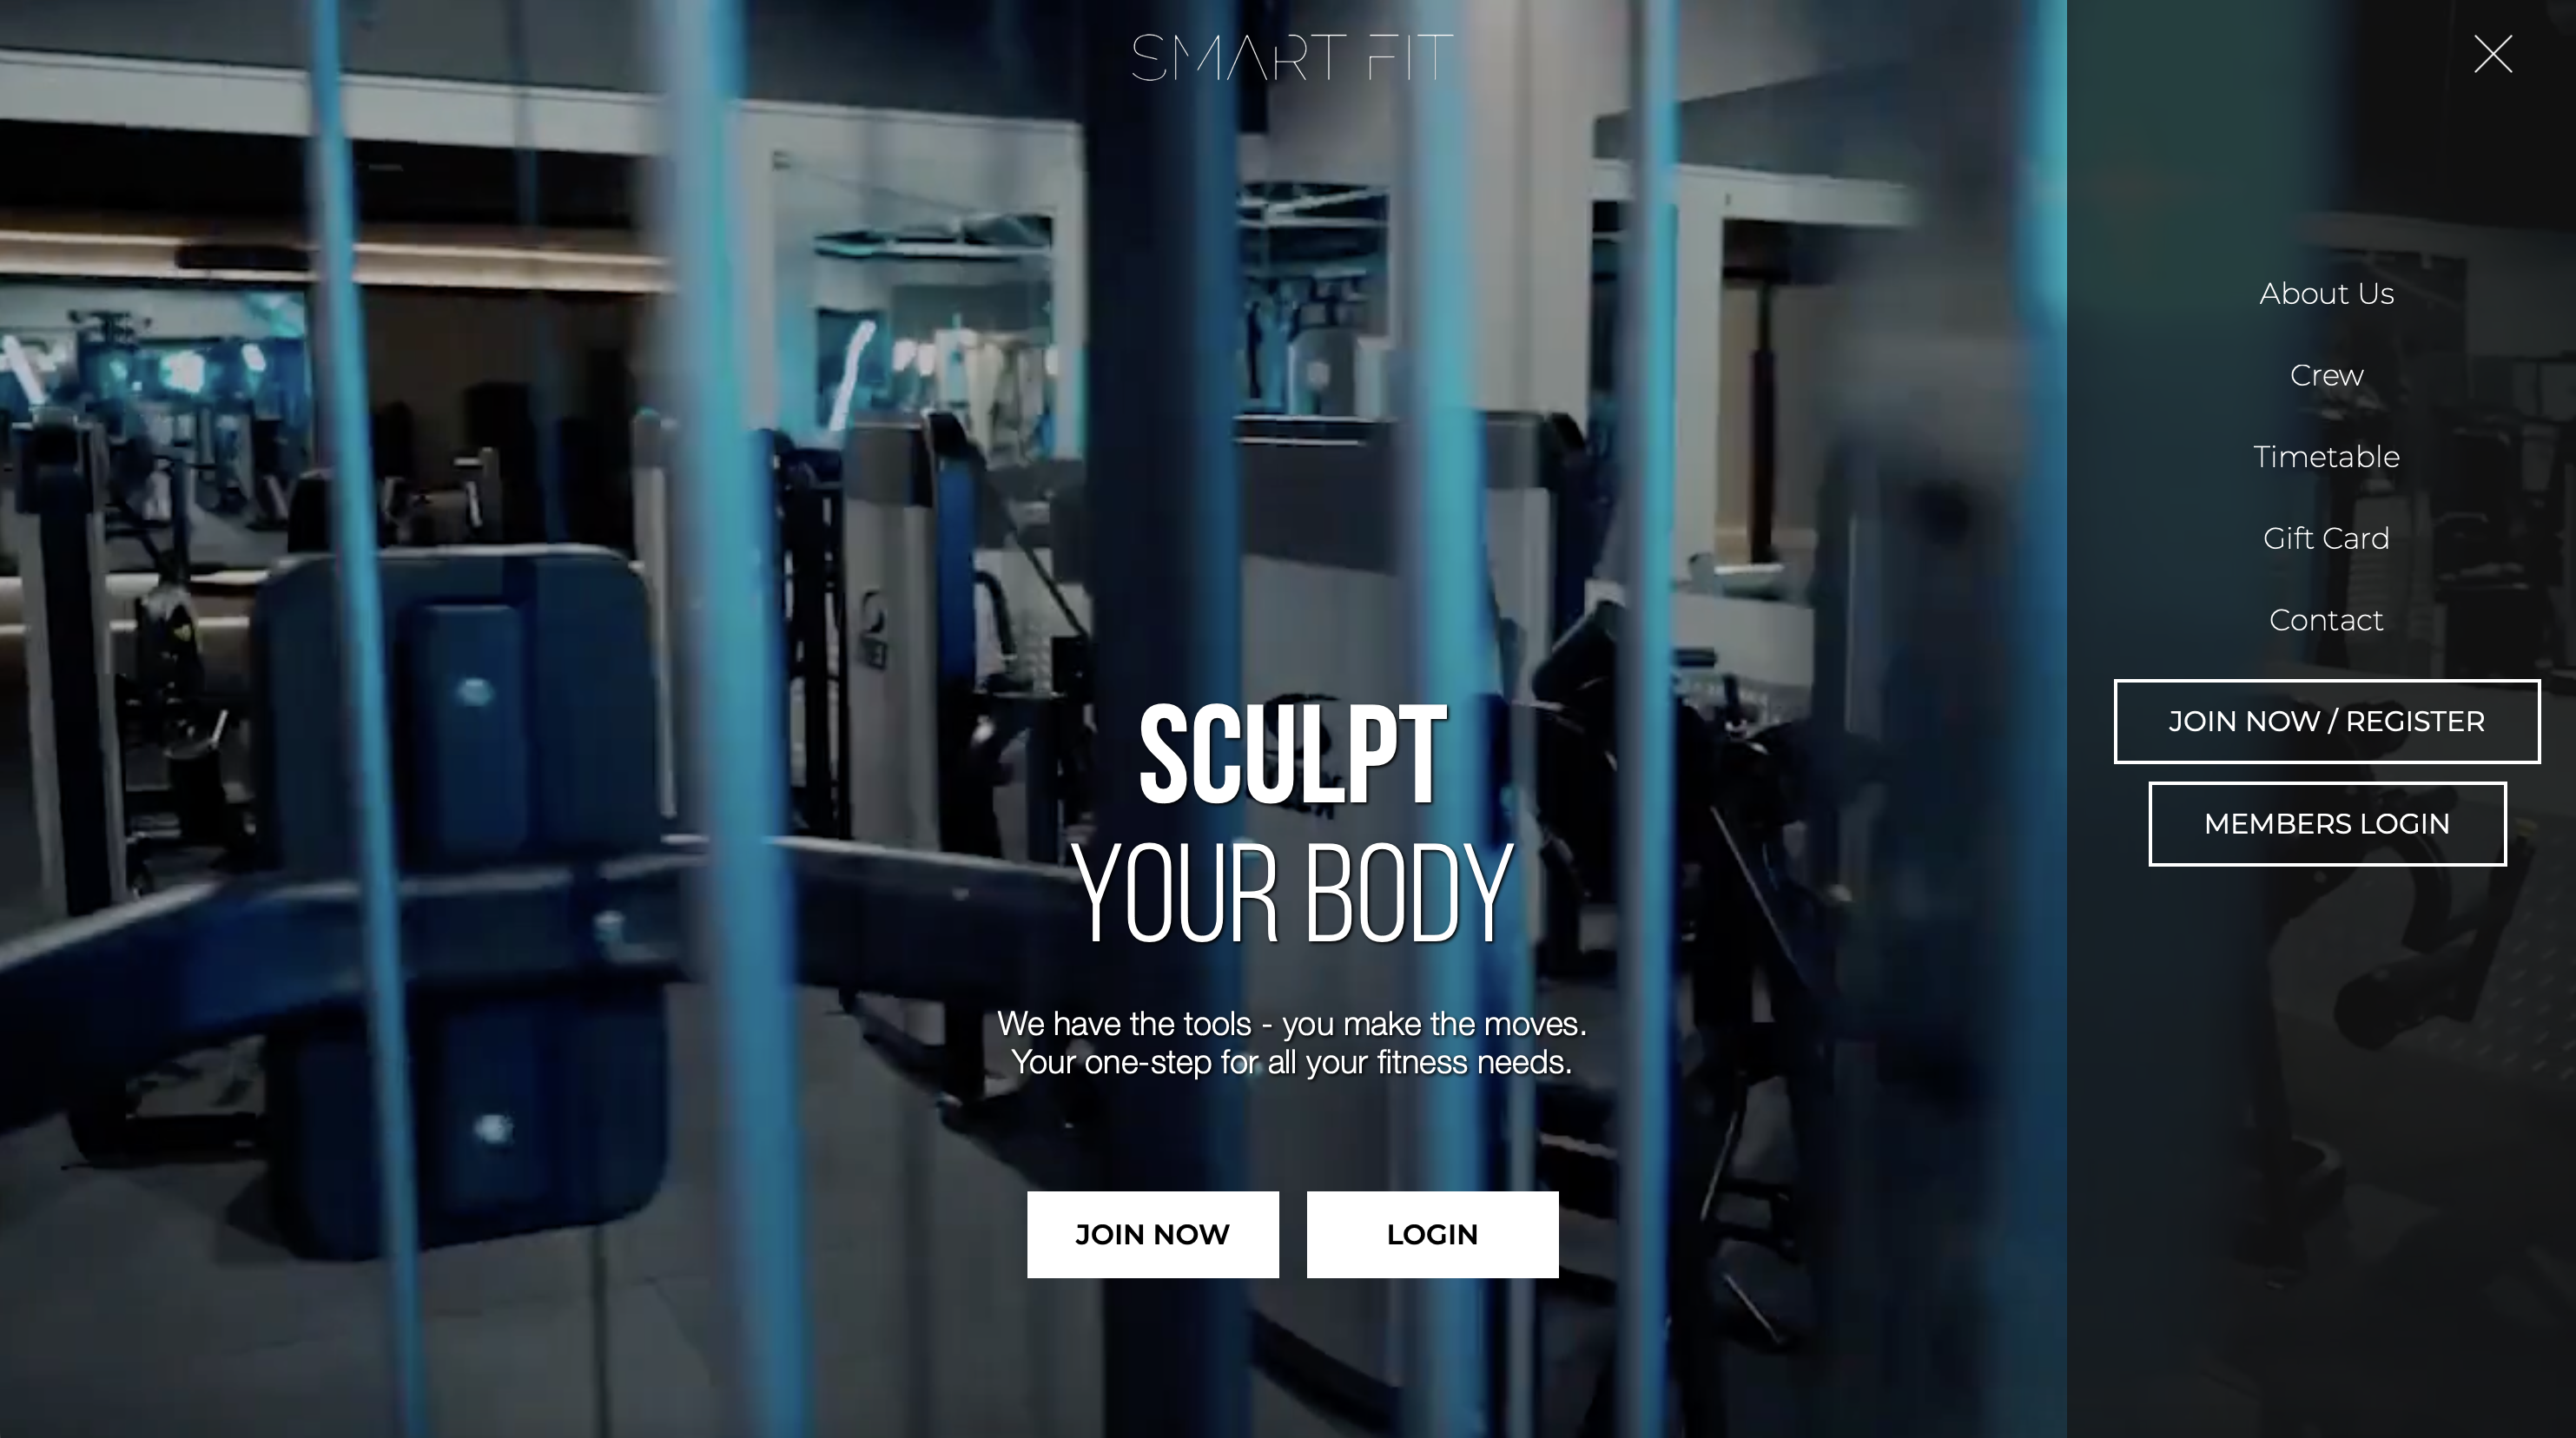 SMART FIT
SCULPT
YOUR BODY
We have the tools - you make the moves.
Your one-step for all your fitness needs.
JOIN NOW
LOGIN
About Us
Crew
Timetable
Gift Card
Contact
JOIN NOW / REGISTER
MEMBERS LOGIN